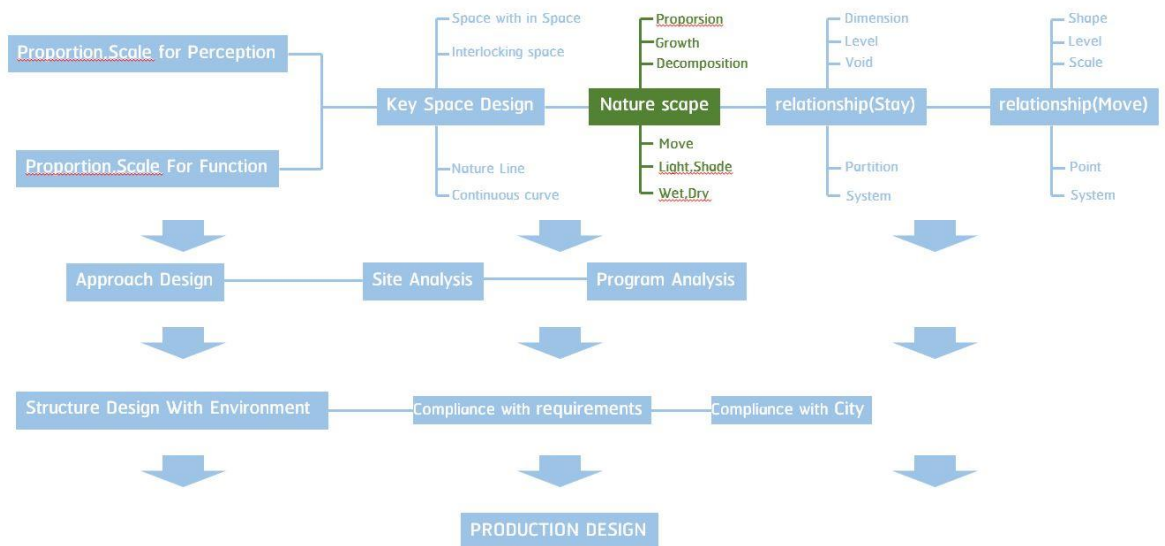 Space with in Space
Interlocking space
Proporsion
Growth
Decomposition
Dimension
Level
Void
Shape
Level
Scale
Proportion,Scale for Perception
Key Space Design
Nature scape
relationship(Stay)
relationship(Move)
Proportion,Scale For Function
Nature Line
Continuous curve
Move
Light,Shade
Wet,Dry
Partition
System
Point
System
Approach Design
Site Analysis
Program Analysis
Structure Design With Environment
Compliance with requirements
Compliance with City
PRODUCTION DESIGN